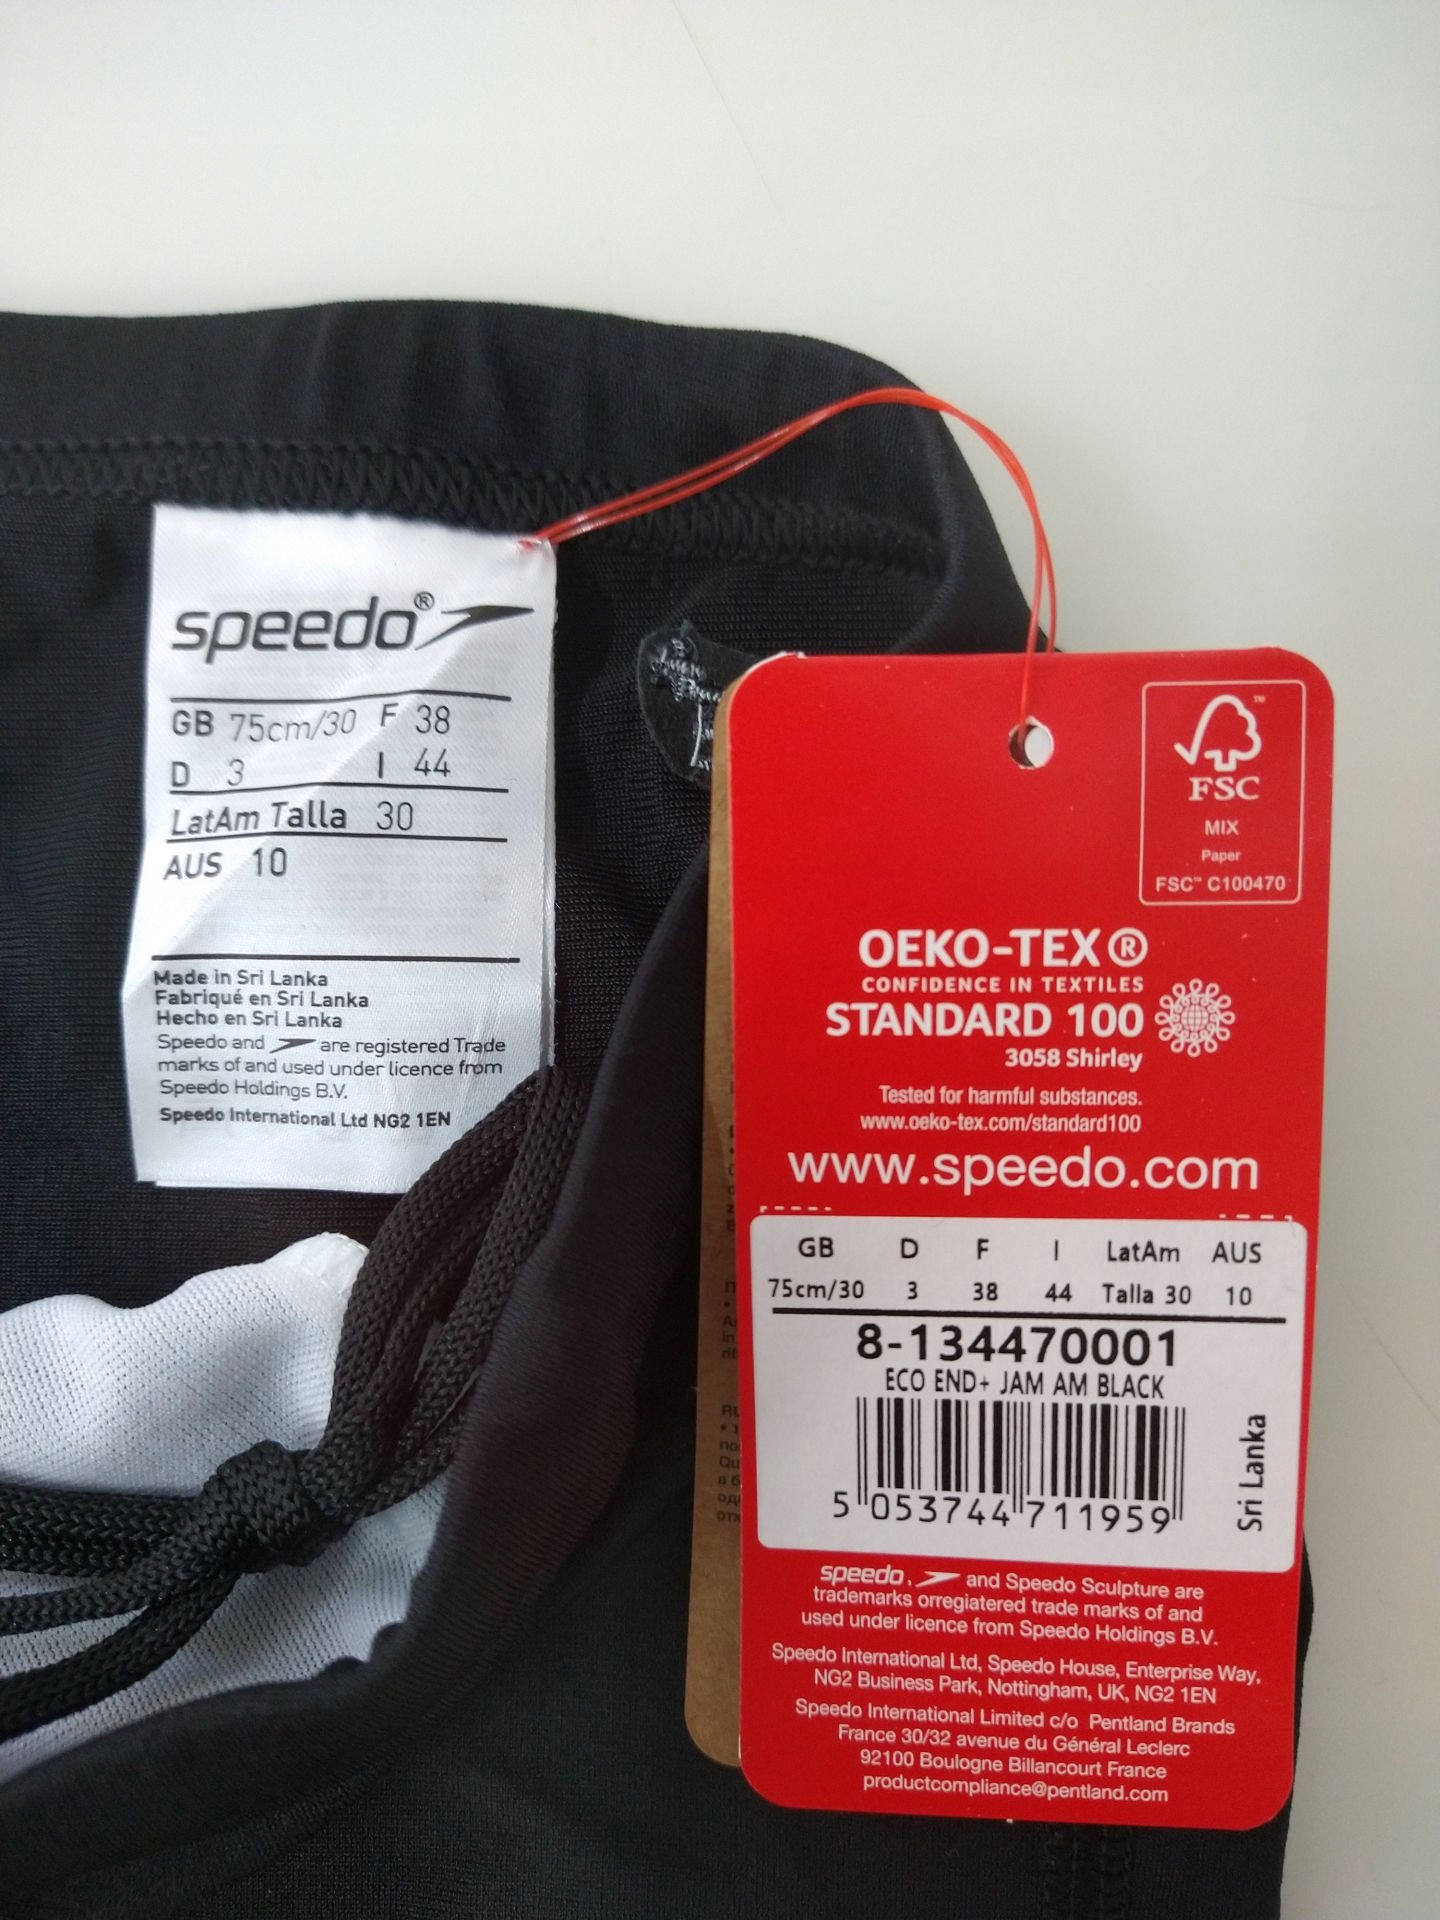 speedo®
GB 75cm/30 F 38
D 3 I 44
LatAm Talla 30
AUS 10
Made in Sri Lanka
Fabriqué en Sri Lanka
Hecho en Sri Lanka
Speedo and are registered Trade
marks of and used under licence from
Speedo Holdings B.V.
Speedo International Ltd NG2 1EN
FSC™
MIX
Paper
FSC™ C100470
OEKO-TEX®
CONFIDENCE IN TEXTILES
STANDARD 100
3058 Shirley
Tested for harmful substances.
www.oeko-tex.com/standard100
www.speedo.com
GB D F I LatAm AUS
75cm/30 3 38 44 Talla 30 10
8-134470001
ECO END+ JAM AM BLACK
5 053744 711959
Sri Lanka
speedo, and Speedo Sculpture are
trademarks orregiatered trade marks of and
used under licence from Speedo Holdings B.V.
Speedo International Ltd, Speedo House, Enterprise Way,
NG2 Business Park, Nottingham, UK, NG2 1EN
Speedo International Limited c/o Pentland Brands
France 30/32 avenue du Général Leclerc
92100 Boulogne Billancourt France
productcompliance@pentland.com